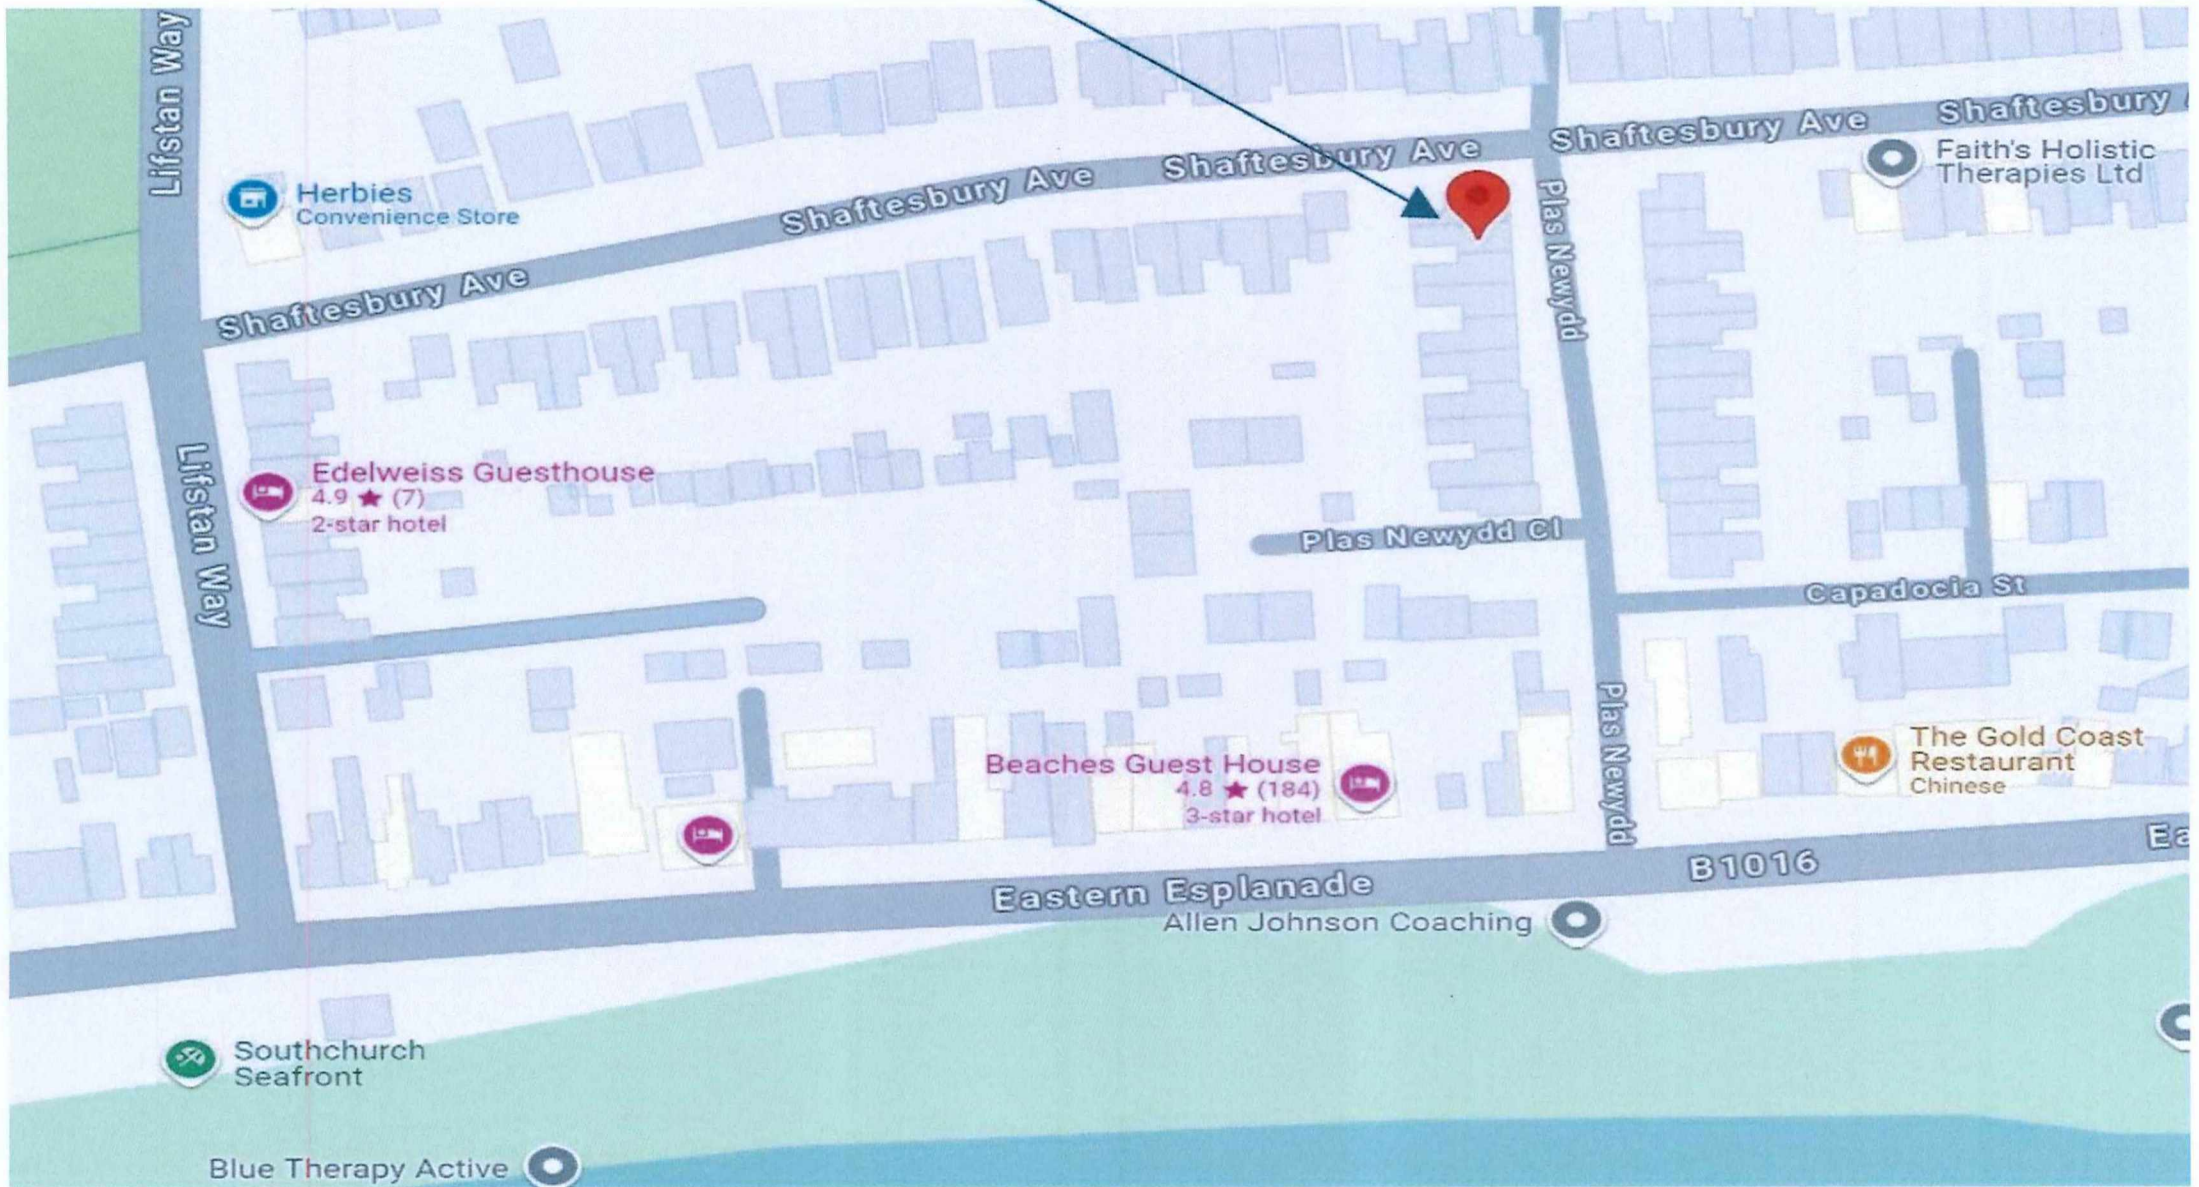 Lifstan Way
Shaftesbury Ave
Shaftesbury Ave
Shaftesbury Ave
Shaftesbury Ave
Shaftesbury
Herbies
Convenience Store
Faith's Holistic
Therapies Ltd
Plas Newydd
Edelweiss Guesthouse
4.9 ★ (7)
2-star hotel
Lifstan Way
Plas Newydd Cl
Capadocia St
Plas Newydd
Beaches Guest House
4.8 ★ (184)
3-star hotel
The Gold Coast
Restaurant
Chinese
Eastern Esplanade
B1016
Ea
Allen Johnson Coaching
Southchurch
Seafront
Blue Therapy Active